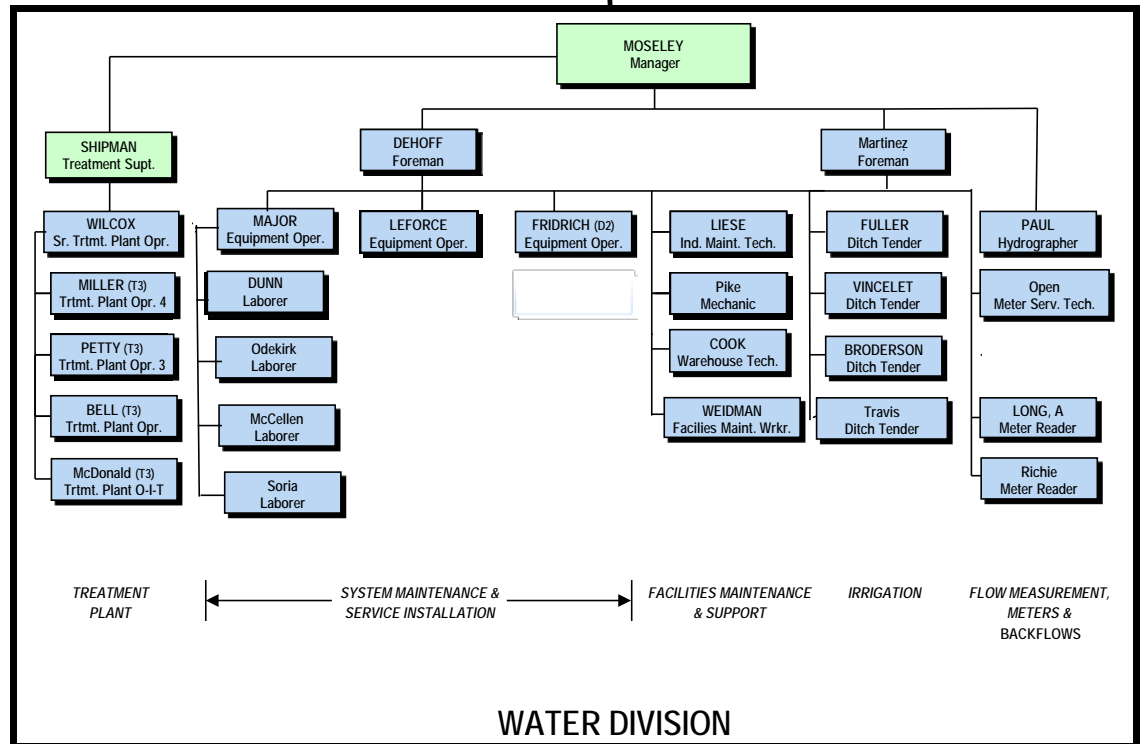 MOSELEY
Manager
SHIPMAN
Treatment Supt.
DEHOFF
Foreman
Martinez
Foreman
WILCOX
Sr. Trtmt. Plant Opr.
MILLER (T3)
Trtmt. Plant Opr. 4
PETTY (T3)
Trtmt. Plant Opr. 3
BELL (T3)
Trtmt. Plant Opr.
McDonald (T3)
Trtmt. Plant O-I-T
MAJOR
Equipment Oper.
DUNN
Laborer
Odekirk
Laborer
McCellen
Laborer
Soria
Laborer
LEFORCE
Equipment Oper.
FRIDRICH (D2)
Equipment Oper.
LIESE
Ind. Maint. Tech.
Pike
Mechanic
COOK
Warehouse Tech.
WEIDMAN
Facilies Maint. Wrkr.
FULLER
Ditch Tender
VINCELET
Ditch Tender
BRODERSON
Ditch Tender
Travis
Ditch Tender
PAUL
Hydrographer
Open
Meter Serv. Tech.
LONG, A
Meter Reader
Richie
Meter Reader
TREATMENT
PLANT
SYSTEM MAINTENANCE &
SERVICE INSTALLATION
FACILITIES MAINTENANCE
& SUPPORT
IRRIGATION
FLOW MEASUREMENT,
METERS &
BACKFLOWS
WATER DIVISION